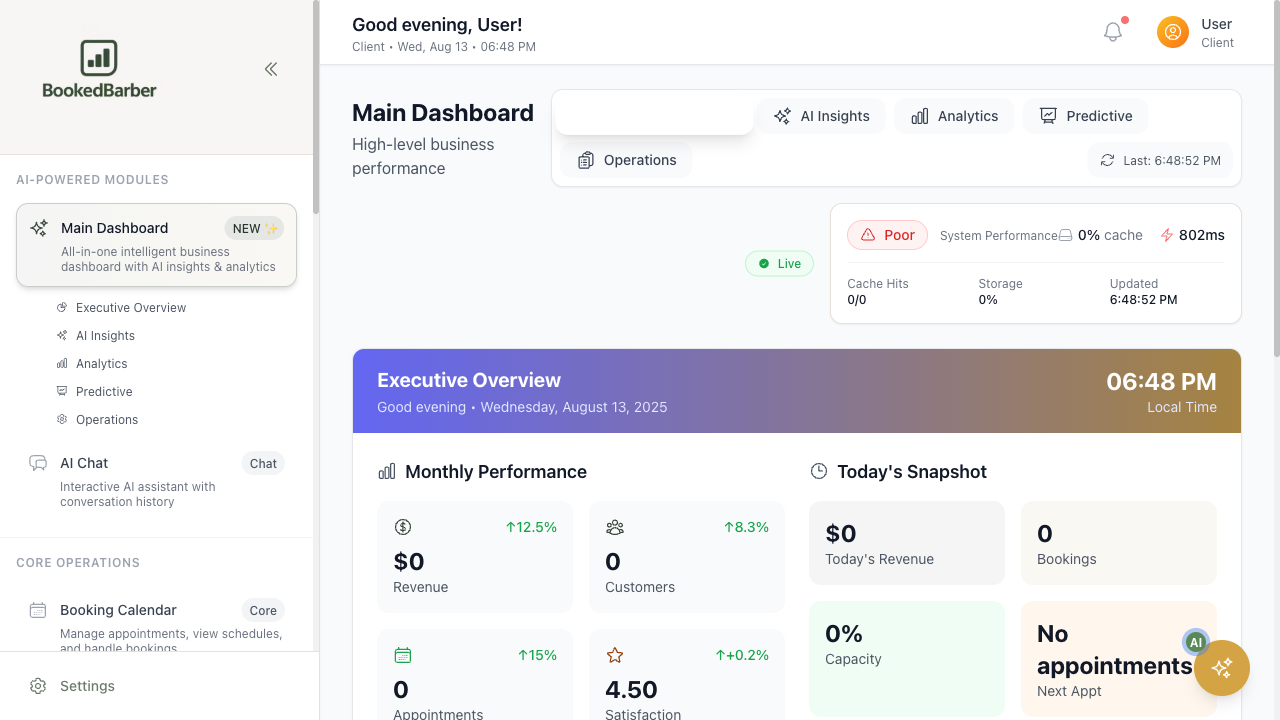 BookedBarber
AI-POWERED MODULES
Main Dashboard
NEW ✨
All-in-one intelligent business
dashboard with AI insights & analytics
Executive Overview
AI Insights
Analytics
Predictive
Operations
AI Chat
Chat
Interactive AI assistant with
conversation history
CORE OPERATIONS
Booking Calendar
Core
Manage appointments, view schedules,
and handle bookings
Settings
Good evening, User!
Client • Wed, Aug 13 • 06:48 PM
User
Client
Main Dashboard
High-level business
performance
AI Insights
Analytics
Predictive
Operations
Last: 6:48:52 PM
Live
Poor
System Performance
0% cache
802ms
Cache Hits
0/0
Storage
0%
Updated
6:48:52 PM
Executive Overview
Good evening • Wednesday, August 13, 2025
06:48 PM
Local Time
Monthly Performance
↑12.5%
$0
Revenue
↑8.3%
0
Customers
↑15%
0
Appointments
↑+0.2%
4.50
Satisfaction
Today's Snapshot
$0
Today's Revenue
0
Bookings
0%
Capacity
No
appointments
Next Appt
AI